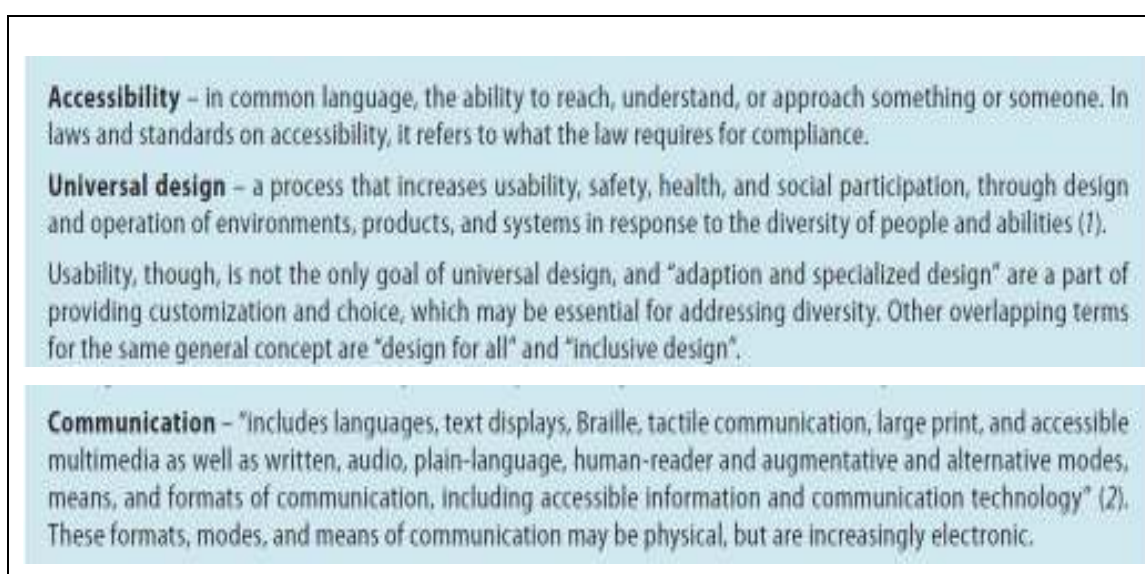 Accessibility – in common language, the ability to reach, understand, or approach something or someone. In
laws and standards on accessibility, it refers to what the law requires for compliance.
Universal design – a process that increases usability, safety, health, and social participation, through design
and operation of environments, products, and systems in response to the diversity of people and abilities (1).
Usability, though, is not the only goal of universal design, and “adaption and specialized design” are a part of
providing customization and choice, which may be essential for addressing diversity. Other overlapping terms
for the same general concept are “design for all” and “inclusive design”.
Communication – “includes languages, text displays, Braille, tactile communication, large print, and accessible
multimedia as well as written, audio, plain-language, human-reader and augmentative and alternative modes,
means, and formats of communication, including accessible information and communication technology” (2).
These formats, modes, and means of communication may be physical, but are increasingly electronic.